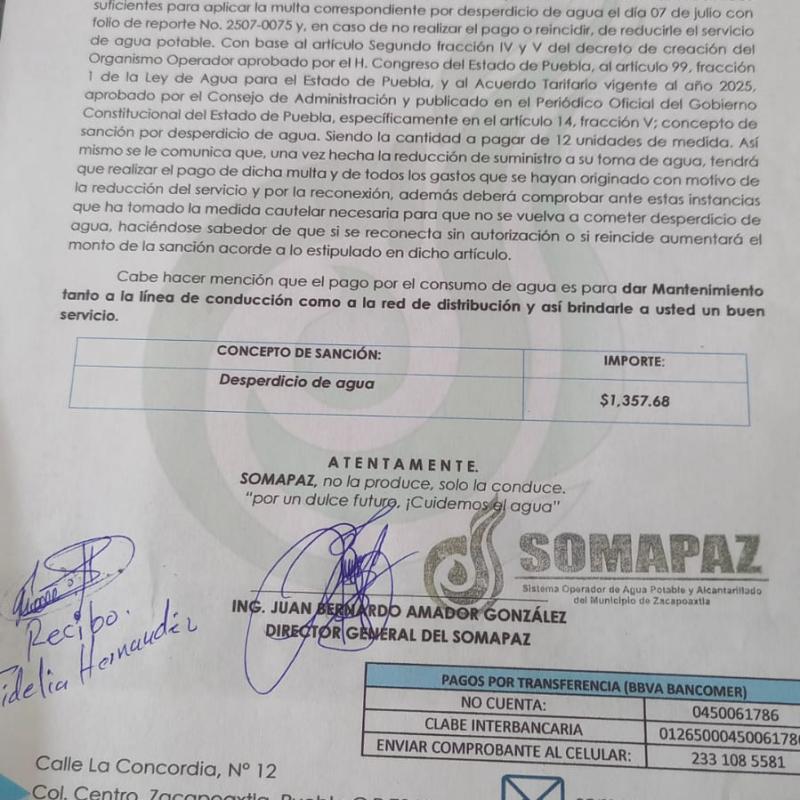 suficientes para aplicar la multa correspondiente por desperdicio de agua el día 07 de julio con
folio de reporte No. 2507-0075 y, en caso de no realizar el pago o reincidir, de reducirle el servicio
de agua potable. Con base al artículo Segundo fracción IV y V del decreto de creación del
Organismo Operador aprobado por el H. Congreso del Estado de Puebla, al artículo 99, fracción
1 de la Ley de Agua para el Estado de Puebla, y al Acuerdo Tarifario vigente al año 2025,
aprobado por el Consejo de Administración y publicado en el Periódico Oficial del Gobierno
Constitucional del Estado de Puebla, específicamente en el artículo 14, fracción V; concepto de
sanción por desperdicio de agua. Siendo la cantidad a pagar de 12 unidades de medida. Así
mismo se le comunica que, una vez hecha la reducción de suministro a su toma de agua, tendrá
que realizar el pago de dicha multa y de todos los gastos que se hayan originado con motivo de
la reducción del servicio y por la reconexión, además deberá comprobar ante estas instancias
que ha tomado la medida cautelar necesaria para que no se vuelva a cometer desperdicio de
agua, haciéndose sabedor de que si se reconecta sin autorización o si reincide aumentará el
monto de la sanción acorde a lo estipulado en dicho artículo.
Cabe hacer mención que el pago por el consumo de agua es para dar Mantenimiento
tanto a la línea de conducción como a la red de distribución y así brindarle a usted un buen
servicio.
CONCEPTO DE SANCIÓN: IMPORTE:
Desperdicio de agua $1,357.68
ATENTAMENTE.
SOMAPAZ, no la produce, solo la conduce.
"por un dulce futuro, ¡Cuidemos el agua"
SOMAPAZ
Sistema Operador de Agua Potable y Alcantarillado
del Municipio de Zacapoaxtla
ING. JUAN BERNARDO AMADOR GONZÁLEZ
DIRECTOR GENERAL DEL SOMAPAZ
Recibo.
Fidelia Hernandez
PAGOS POR TRANSFERENCIA (BBVA BANCOMER)
NO CUENTA: 0450061786
CLABE INTERBANCARIA 01265000450061786
ENVIAR COMPROBANTE AL CELULAR: 233 108 5581
Calle La Concordia, Nº 12
Col. Centro, Zacapoaxtla, Puebla